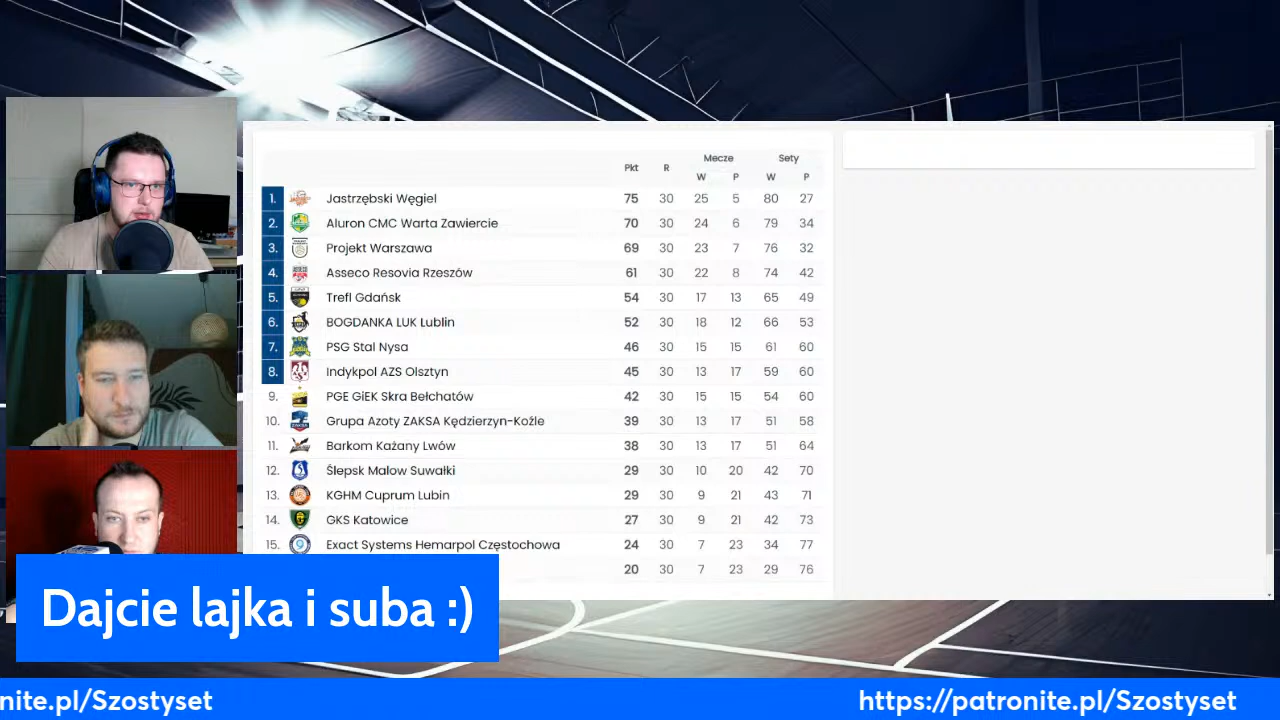 Mecze Sety
Pkt R W P W P
1. Jastrzębski Węgiel 75 30 25 5 80 27
2. Aluron CMC Warta Zawiercie 70 30 24 6 79 34
3. Projekt Warszawa 69 30 23 7 76 32
4. Asseco Resovia Rzeszów 61 30 22 8 74 42
5. Trefl Gdańsk 54 30 17 13 65 49
6. BOGDANKA LUK Lublin 52 30 18 12 66 53
7. PSG Stal Nysa 46 30 15 15 61 60
8. Indykpol AZS Olsztyn 45 30 13 17 59 60
9. PGE GiEK Skra Bełchatów 42 30 15 15 54 60
10. Grupa Azoty ZAKSA Kędzierzyn-Koźle 39 30 13 17 51 58
11. Barkom Każany Lwów 38 30 13 17 51 64
12. Ślepsk Malow Suwałki 29 30 10 20 42 70
13. KGHM Cuprum Lubin 29 30 9 21 43 71
14. GKS Katowice 27 30 9 21 42 73
15. Exact Systems Hemarpol Częstochowa 24 30 7 23 34 77
20 30 7 23 29 76
Dajcie lajka i suba :)
nite.pl/Szostyset https://patronite.pl/Szostyset